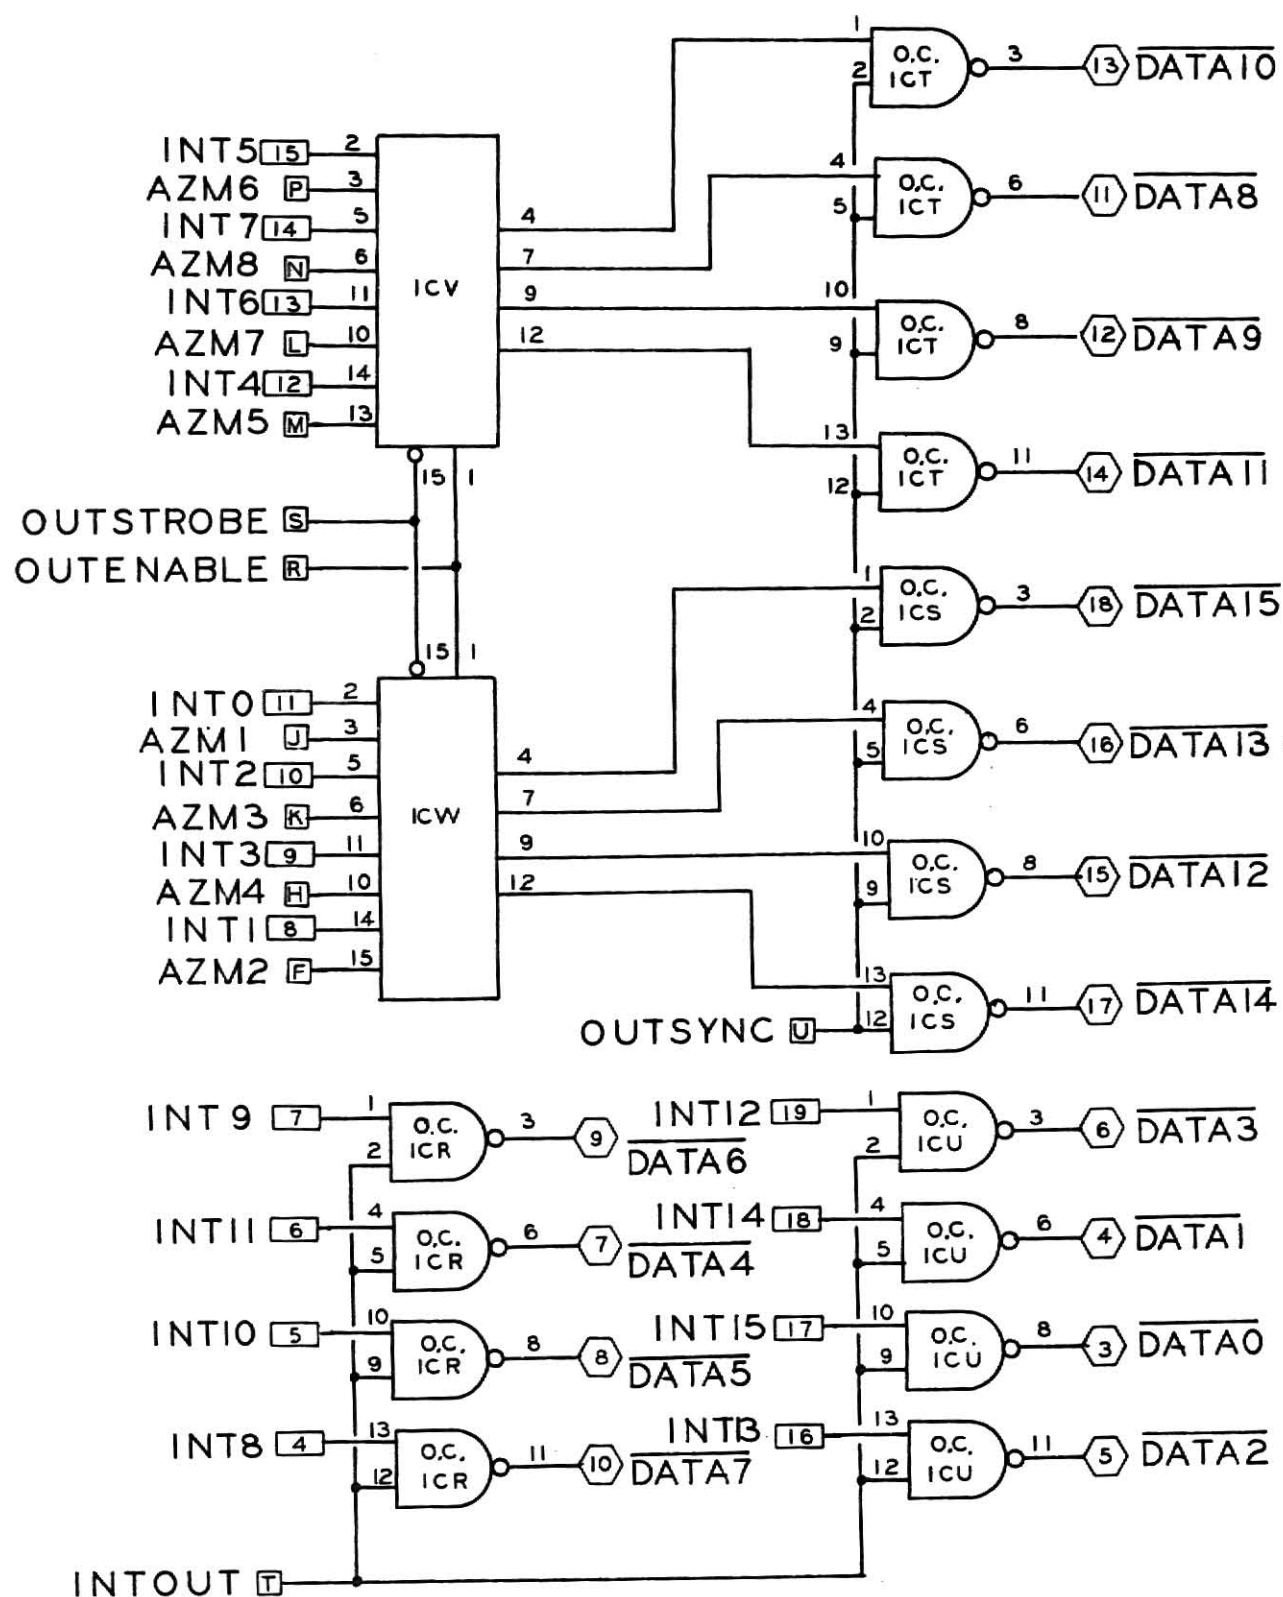 1
O.C.
ICT
2
3
13
DATA10
INT5 15 2
AZM6 P 3
INT7 14 5
AZM8 N 6
INT6 13 11
AZM7 L 10
INT4 12 14
AZM5 M 13
ICV
4
7
9
12
15 1
4
O.C.
ICT
5
6
11
DATA8
10
O.C.
ICT
9
8
12
DATA9
13
O.C.
ICT
12
11
14
DATA11
OUTSTROBE S
OUTENABLE R
1
O.C.
ICS
2
3
18
DATA15
15 1
INT0 11 2
AZM1 J 3
INT2 10 5
AZM3 K 6
INT3 9 11
AZM4 H 10
INT1 8 14
AZM2 F 15
ICW
4
7
9
12
4
O.C.
ICS
5
6
16
DATA13
10
O.C.
ICS
9
8
15
DATA12
13
O.C.
ICS
12
11
17
DATA14
OUTSYNC U
INT9 7 1
O.C.
ICR
2
3
9
DATA6
INT12 19 1
O.C.
ICU
2
3
6
DATA3
INT11 6 4
O.C.
ICR
5
6
7
DATA4
INT14 18 4
O.C.
ICU
5
6
4
DATA1
INT10 5 10
O.C.
ICR
9
8
8
DATA5
INT15 17 10
O.C.
ICU
9
8
3
DATA0
INT8 4 13
O.C.
ICR
12
11
10
DATA7
INT13 16 13
O.C.
ICU
12
11
5
DATA2
INTOUT T